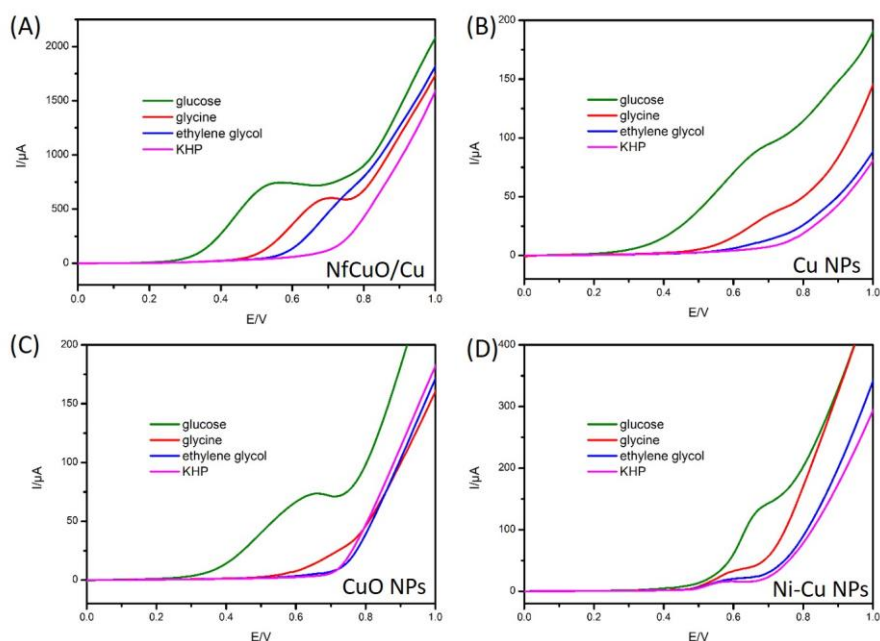 (A)
2000
1500
1000
500
0
I/μA
glucose
glycine
ethylene glycol
KHP
NfCuO/Cu
0.0 0.2 0.4 0.6 0.8 1.0
E/V
(B)
200
150
100
50
0
I/μA
glucose
glycine
ethylene glycol
KHP
Cu NPs
0.0 0.2 0.4 0.6 0.8 1.0
E/V
(C)
200
150
100
50
0
I/μA
glucose
glycine
ethylene glycol
KHP
CuO NPs
0.0 0.2 0.4 0.6 0.8 1.0
E/V
(D)
400
300
200
100
0
I/μA
glucose
glycine
ethylene glycol
KHP
Ni-Cu NPs
0.0 0.2 0.4 0.6 0.8 1.0
E/V